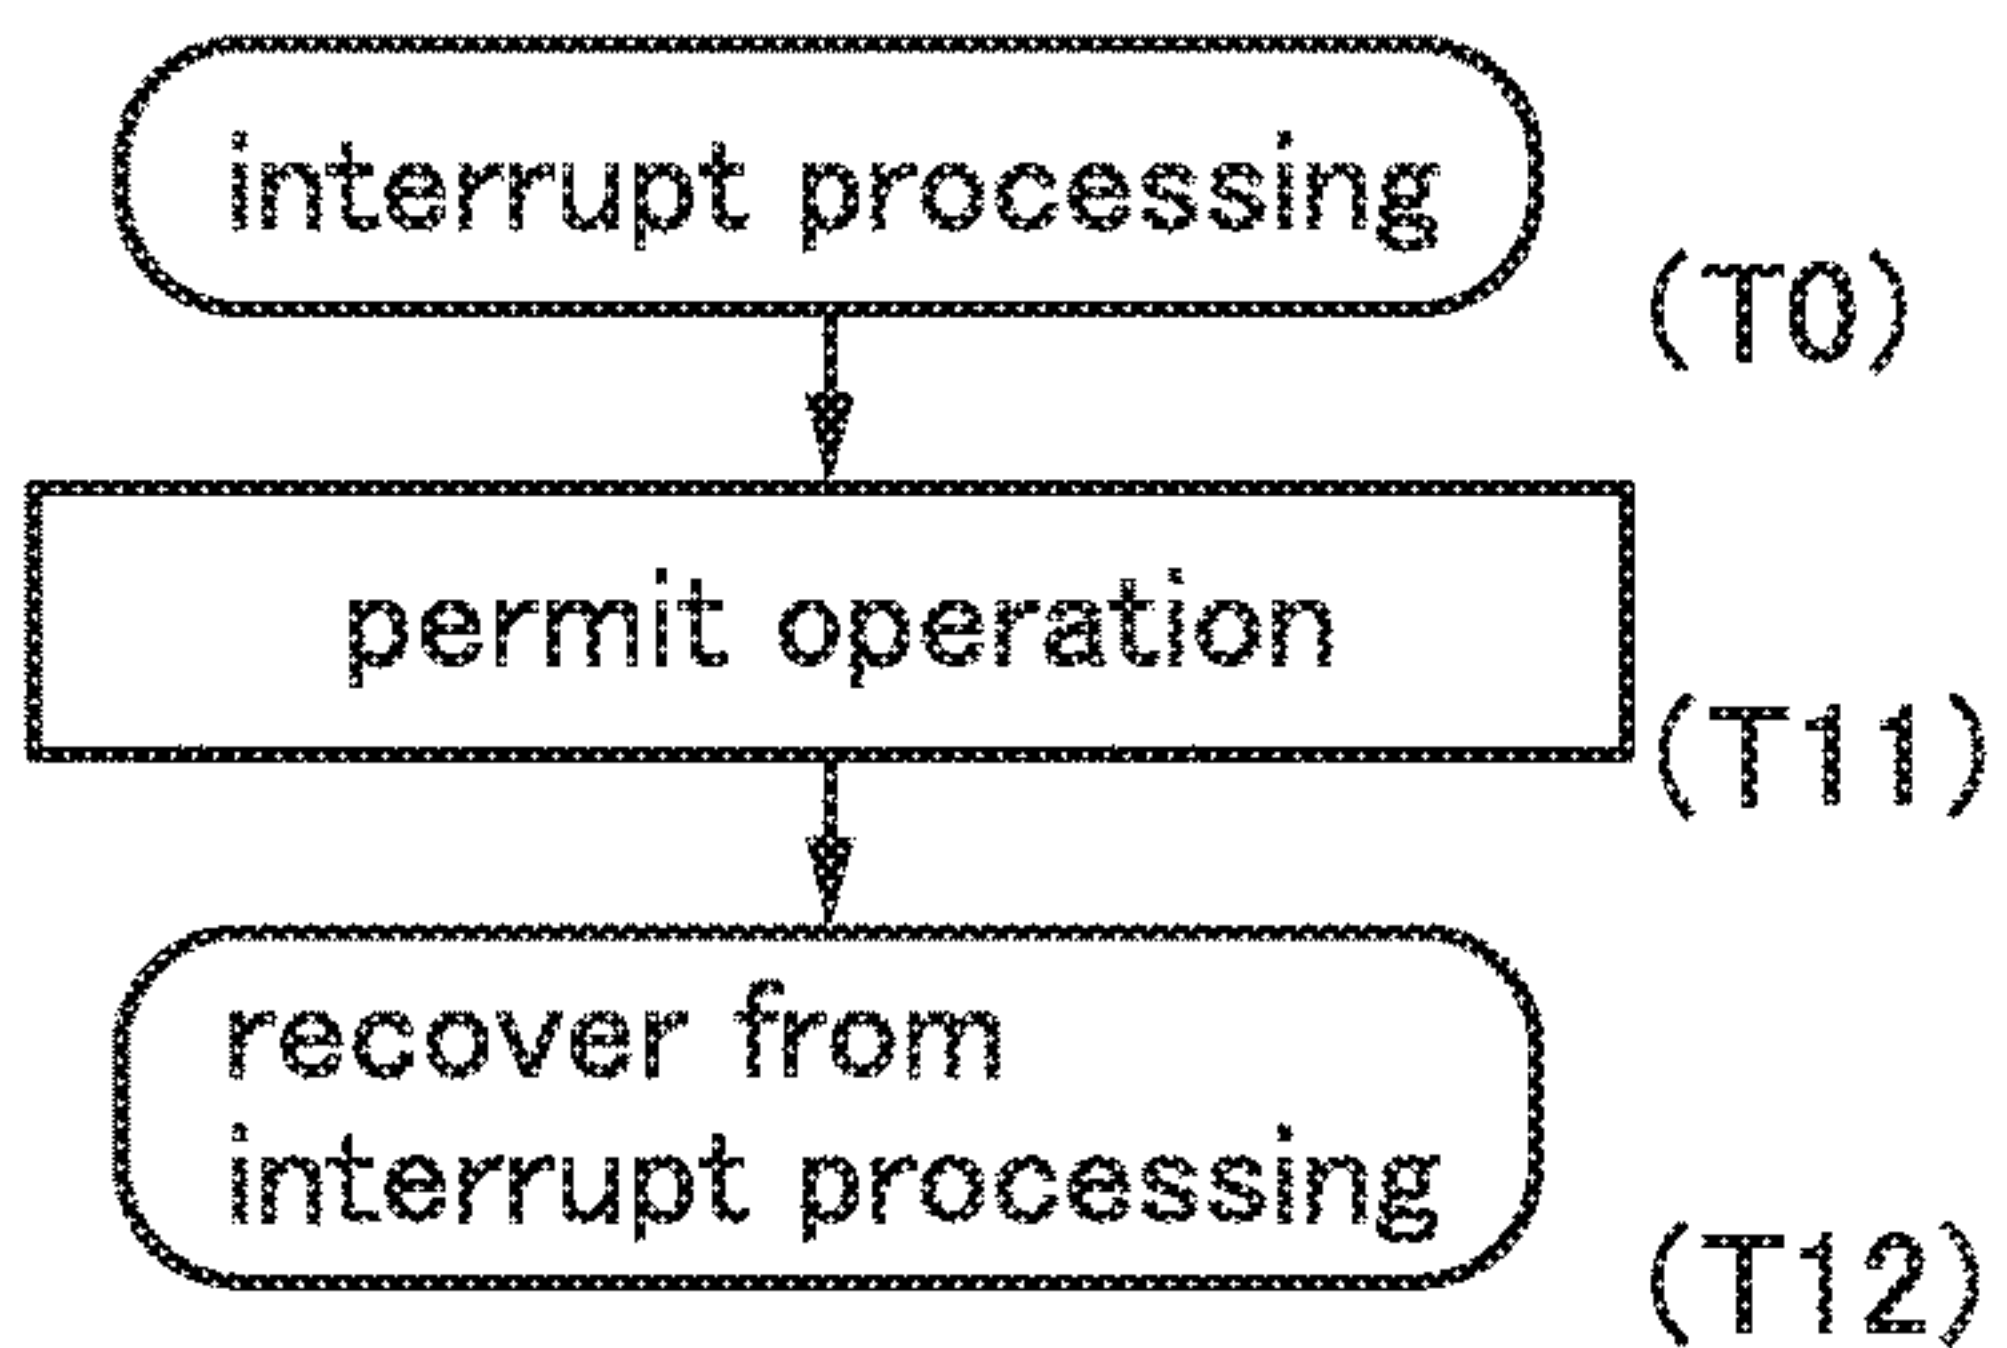 interrupt processing
(T0)
permit operation
(T11)
recover from
interrupt processing
(T12)